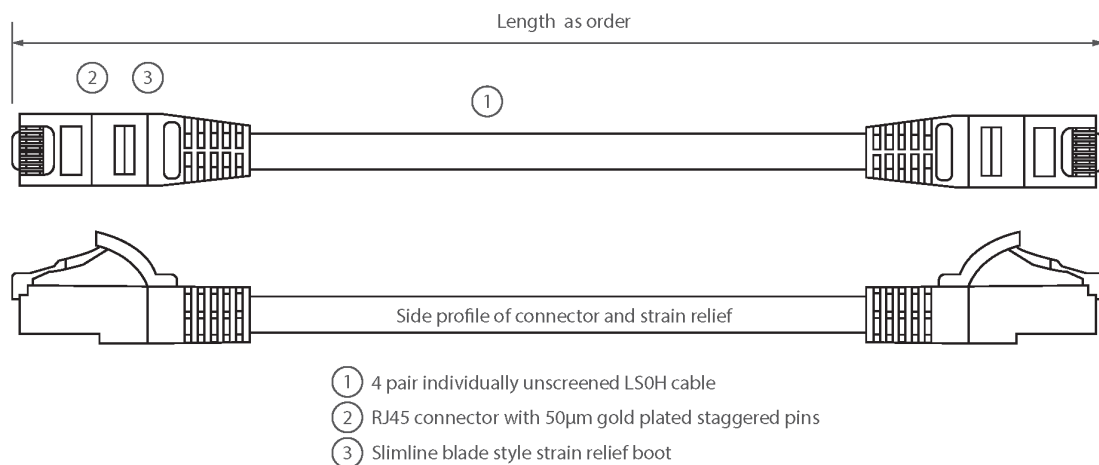 Length as order
2 3
1
Side profile of connector and strain relief
1 4 pair individually unscreened LS0H cable
2 RJ45 connector with 50µm gold plated staggered pins
3 Slimline blade style strain relief boot